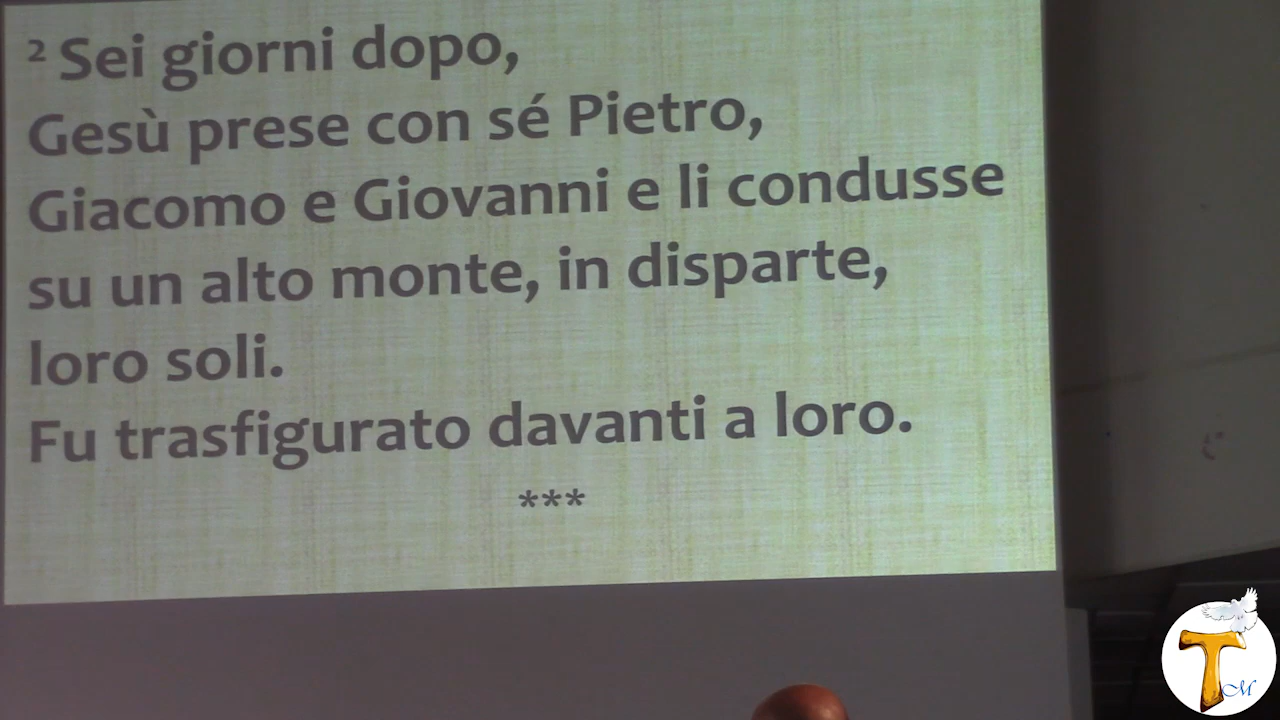 ² Sei giorni dopo,
Gesù prese con sé Pietro,
Giacomo e Giovanni e li condusse
su un alto monte, in disparte,
loro soli.
Fu trasfigurato davanti a loro.
***
T M